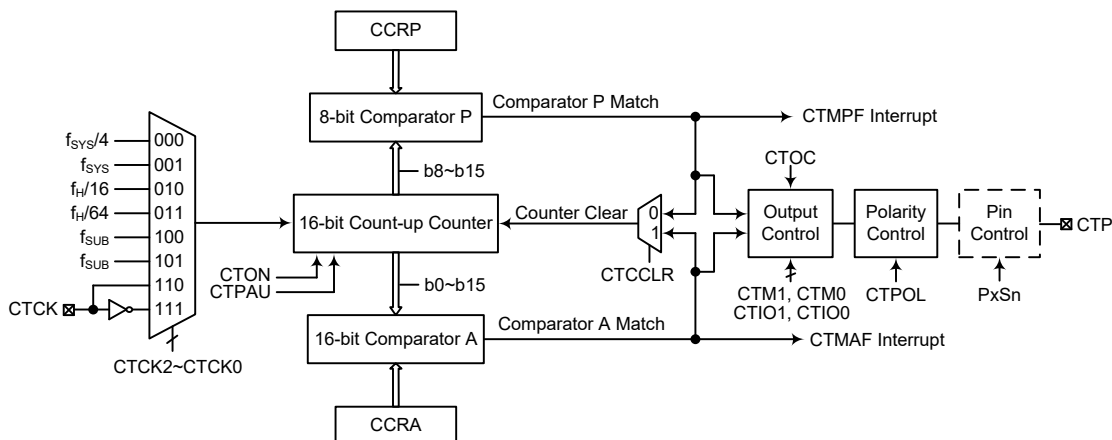 CCRP
8-bit Comparator P
Comparator P Match
CTMPF Interrupt
b8~b15
fSYS/4
000
fSYS
001
fH/16
010
fH/64
011
fSUB
100
fSUB
101
110
111
CTCK
CTCK2~CTCK0
16-bit Count-up Counter
Counter Clear
0
1
CTCCLR
CTON
CTPAU
b0~b15
CTOC
Output
Control
CTM1, CTM0
CTIO1, CTIO0
Polarity
Control
CTPOL
Pin
Control
PxSn
CTP
16-bit Comparator A
Comparator A Match
CTMAF Interrupt
CCRA